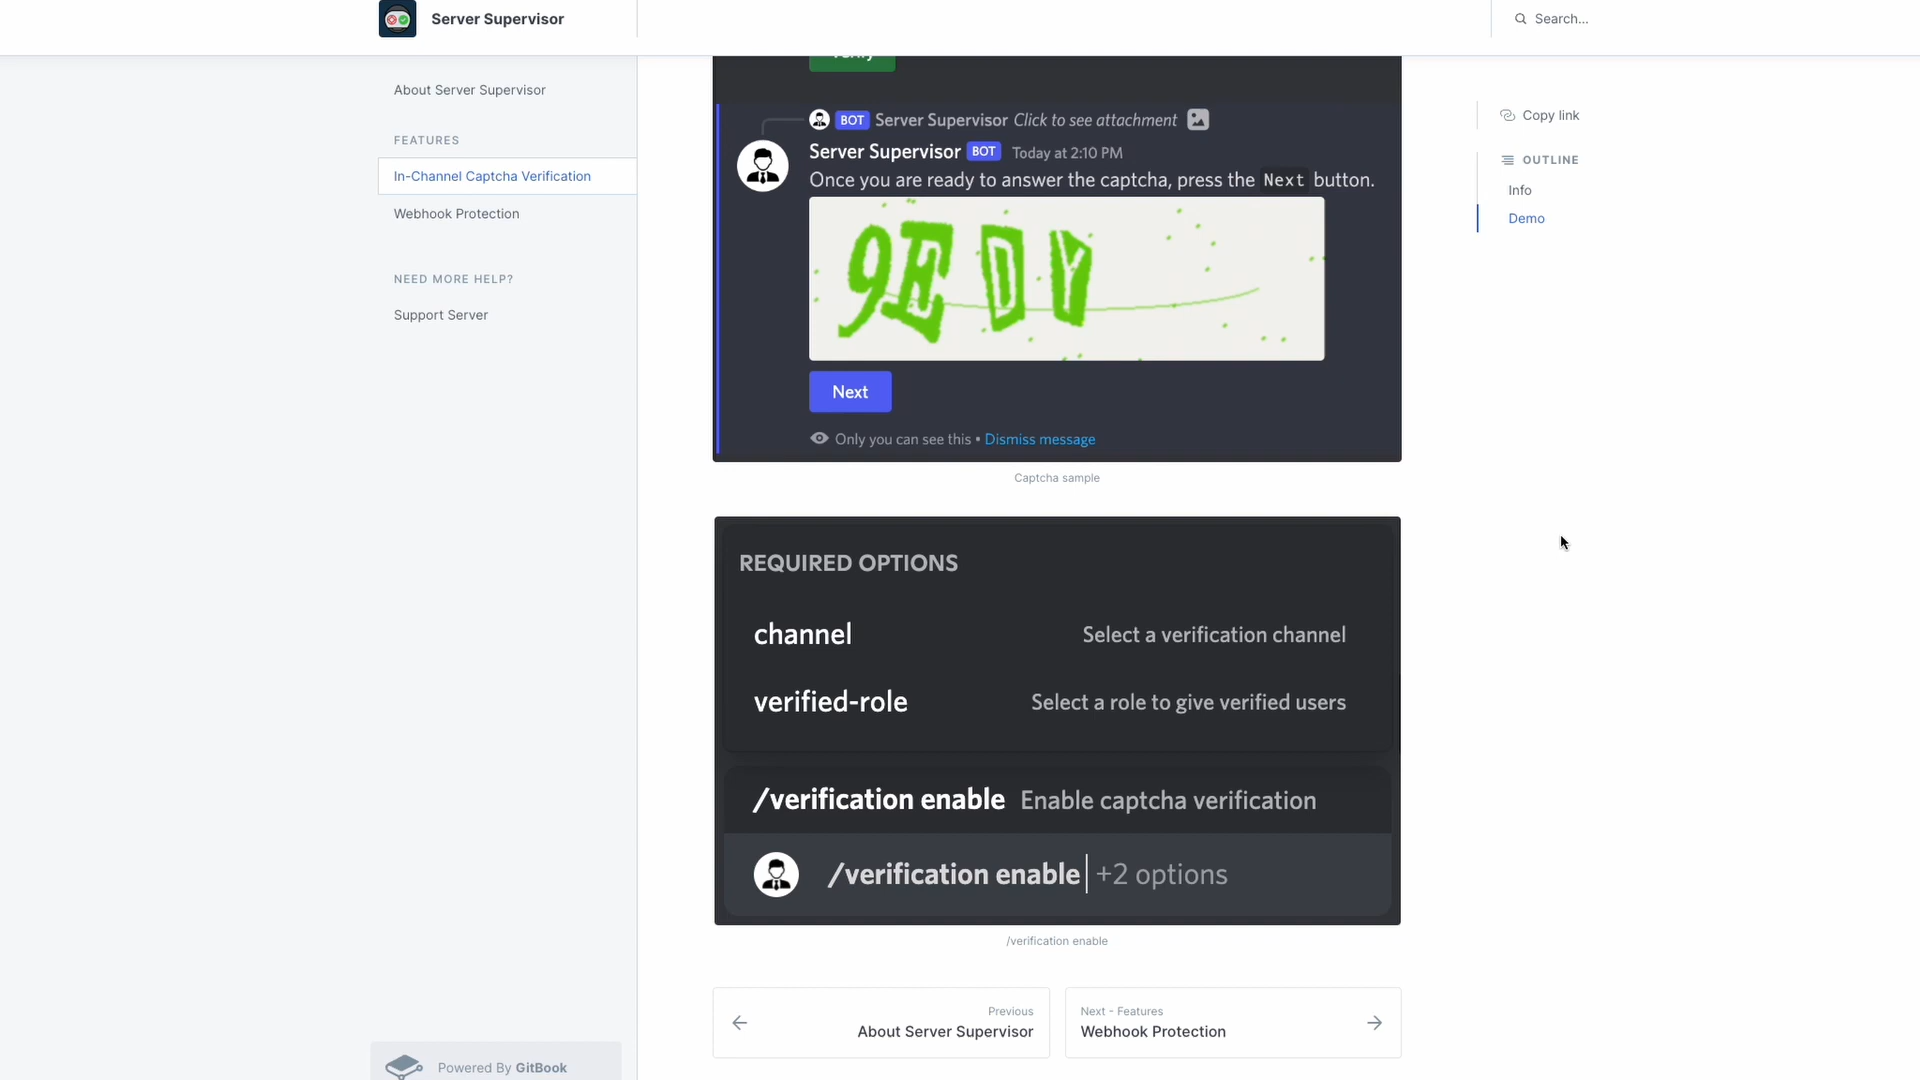 Server Supervisor
Search...
About Server Supervisor
FEATURES
In-Channel Captcha Verification
Webhook Protection
NEED MORE HELP?
Support Server
Verify
BOT Server Supervisor Click to see attachment
Server Supervisor BOT Today at 2:10 PM
Once you are ready to answer the captcha, press the Next button.
9E D Y
Next
Only you can see this • Dismiss message
Captcha sample
REQUIRED OPTIONS
channel Select a verification channel
verified-role Select a role to give verified users
/verification enable Enable captcha verification
/verification enable +2 options
/verification enable
Previous
About Server Supervisor
Next - Features
Webhook Protection
Copy link
OUTLINE
Info
Demo
Powered By GitBook